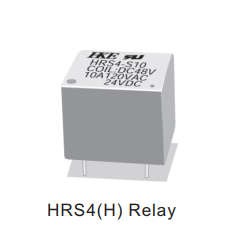 HKE
HRS4-S10
COIL:DC48V
10A120VAC
24VDC
HRS4(H) Relay